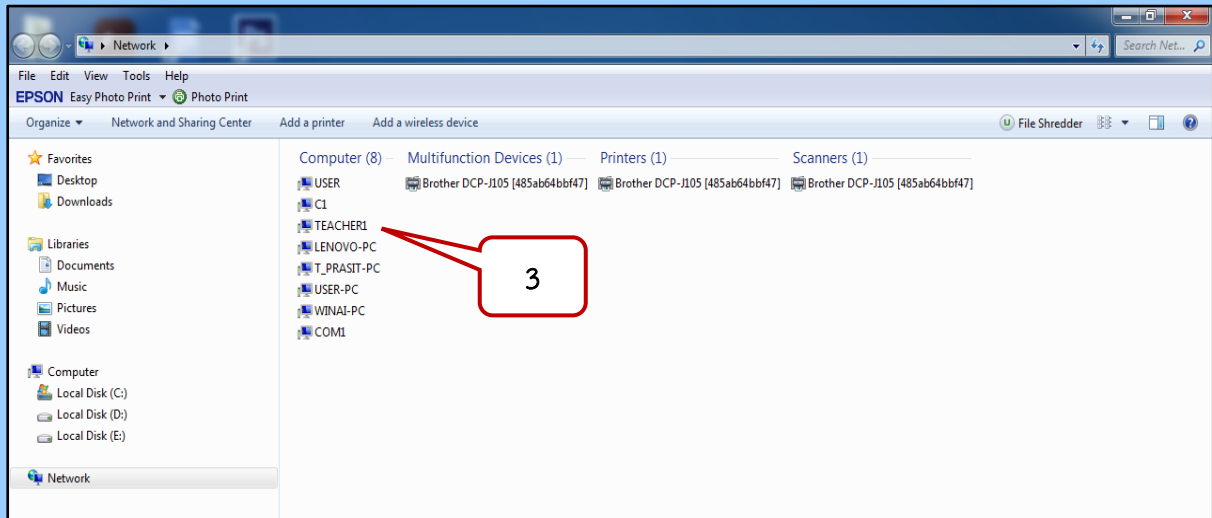 Network
Search Net...
File Edit View Tools Help
EPSON Easy Photo Print Photo Print
Organize Network and Sharing Center Add a printer Add a wireless device File Shredder
Favorites
Desktop
Downloads
Libraries
Documents
Music
Pictures
Videos
Computer
Local Disk (C:)
Local Disk (D:)
Local Disk (E:)
Network
Computer (8)
USER
C1
TEACHER1
LENOVO-PC
T_PRASIT-PC
USER-PC
WINAI-PC
COM1
Multifunction Devices (1)
Brother DCP-J105 [485ab64bbf47]
Printers (1)
Brother DCP-J105 [485ab64bbf47]
Scanners (1)
Brother DCP-J105 [485ab64bbf47]
3